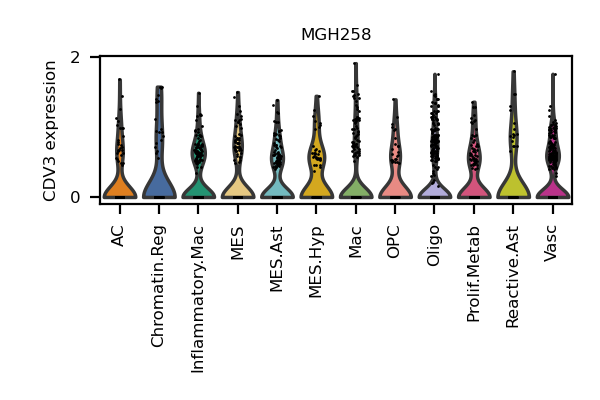 MGH258
CDV3 expression
2
0
AC
Chromatin.Reg
Inflammatory.Mac
MES
MES.Ast
MES.Hyp
Mac
OPC
Oligo
Prolif.Metab
Reactive.Ast
Vasc